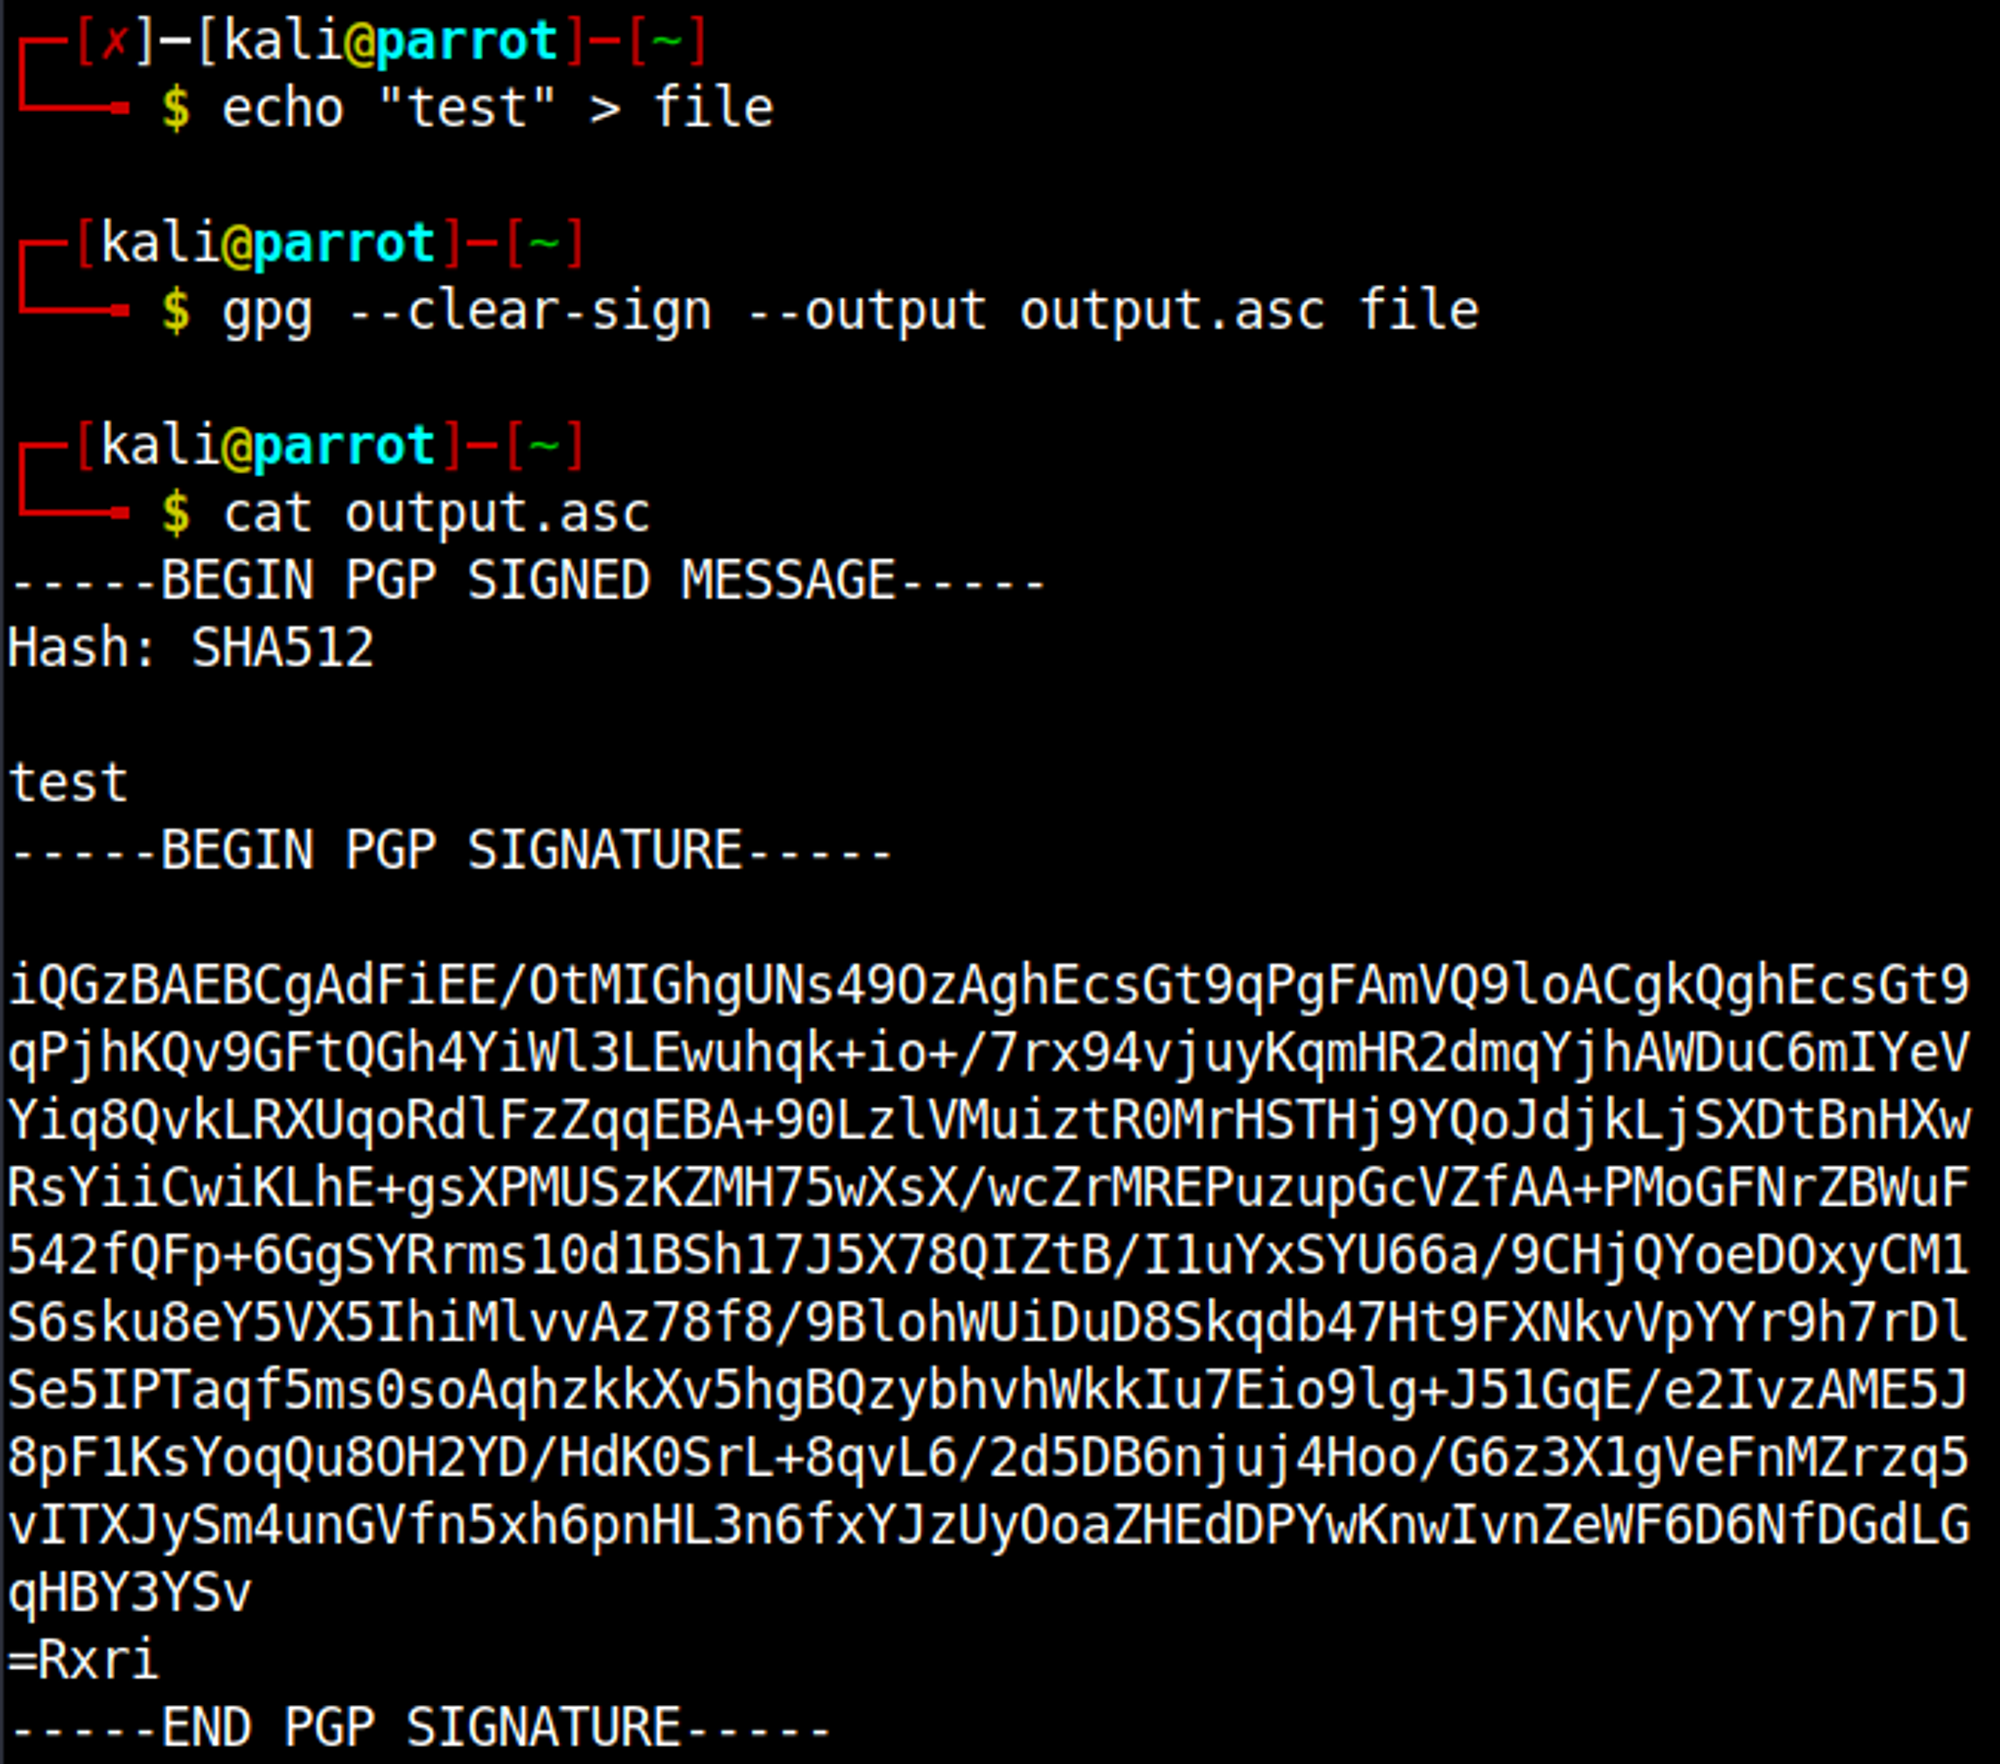 ┌─[✗]─[kali@parrot]─[~]
└──╼ $ echo "test" > file
┌─[kali@parrot]─[~]
└──╼ $ gpg --clear-sign --output output.asc file
┌─[kali@parrot]─[~]
└──╼ $ cat output.asc
-----BEGIN PGP SIGNED MESSAGE-----
Hash: SHA512
test
-----BEGIN PGP SIGNATURE-----
iQGzBAEBCgAdFiEE/OtMIGhgUNs49OzAghEcsGt9qPgFAmVQ9loACgkQghEcsGt9
qPjhKQv9GFtQGh4YiWl3LEwuhqk+io+/7rx94vjuyKqmHR2dmqYjhAWDuC6mIYeV
Yiq8QvkLRXUqoRdlFzZqqEBA+90LzlVMuiztR0MrHSTHj9YQoJdjkLjSXDtBnHXw
RsYiiCwiKLhE+gsXPMUSzKZMH75wXsX/wcZrMREPuzupGcVZfAA+PMoGFNrZBWuF
542fQFp+6GgSYRrms10d1BSh17J5X78QIZtB/I1uYxSYU66a/9CHjQYoeDOxyCM1
S6sku8eY5VX5IhiMlvvAz78f8/9BlohWUiDuD8Skqdb47Ht9FXNkvVpYYr9h7rDl
Se5IPTaqf5ms0soAqhzkkXv5hgBQzybhvhWkkIu7Eio9lg+J51GqE/e2IvzAME5J
8pF1KsYoqQu8OH2YD/HdK0SrL+8qvL6/2d5DB6njuj4Hoo/G6z3X1gVeFnMZrzq5
vITXJySm4unGVfn5xh6pnHL3n6fxYJzUyOoaZHEdDPYwKnwIvnZeWF6D6NfDGdLG
qHBY3YSv
=Rxri
-----END PGP SIGNATURE-----